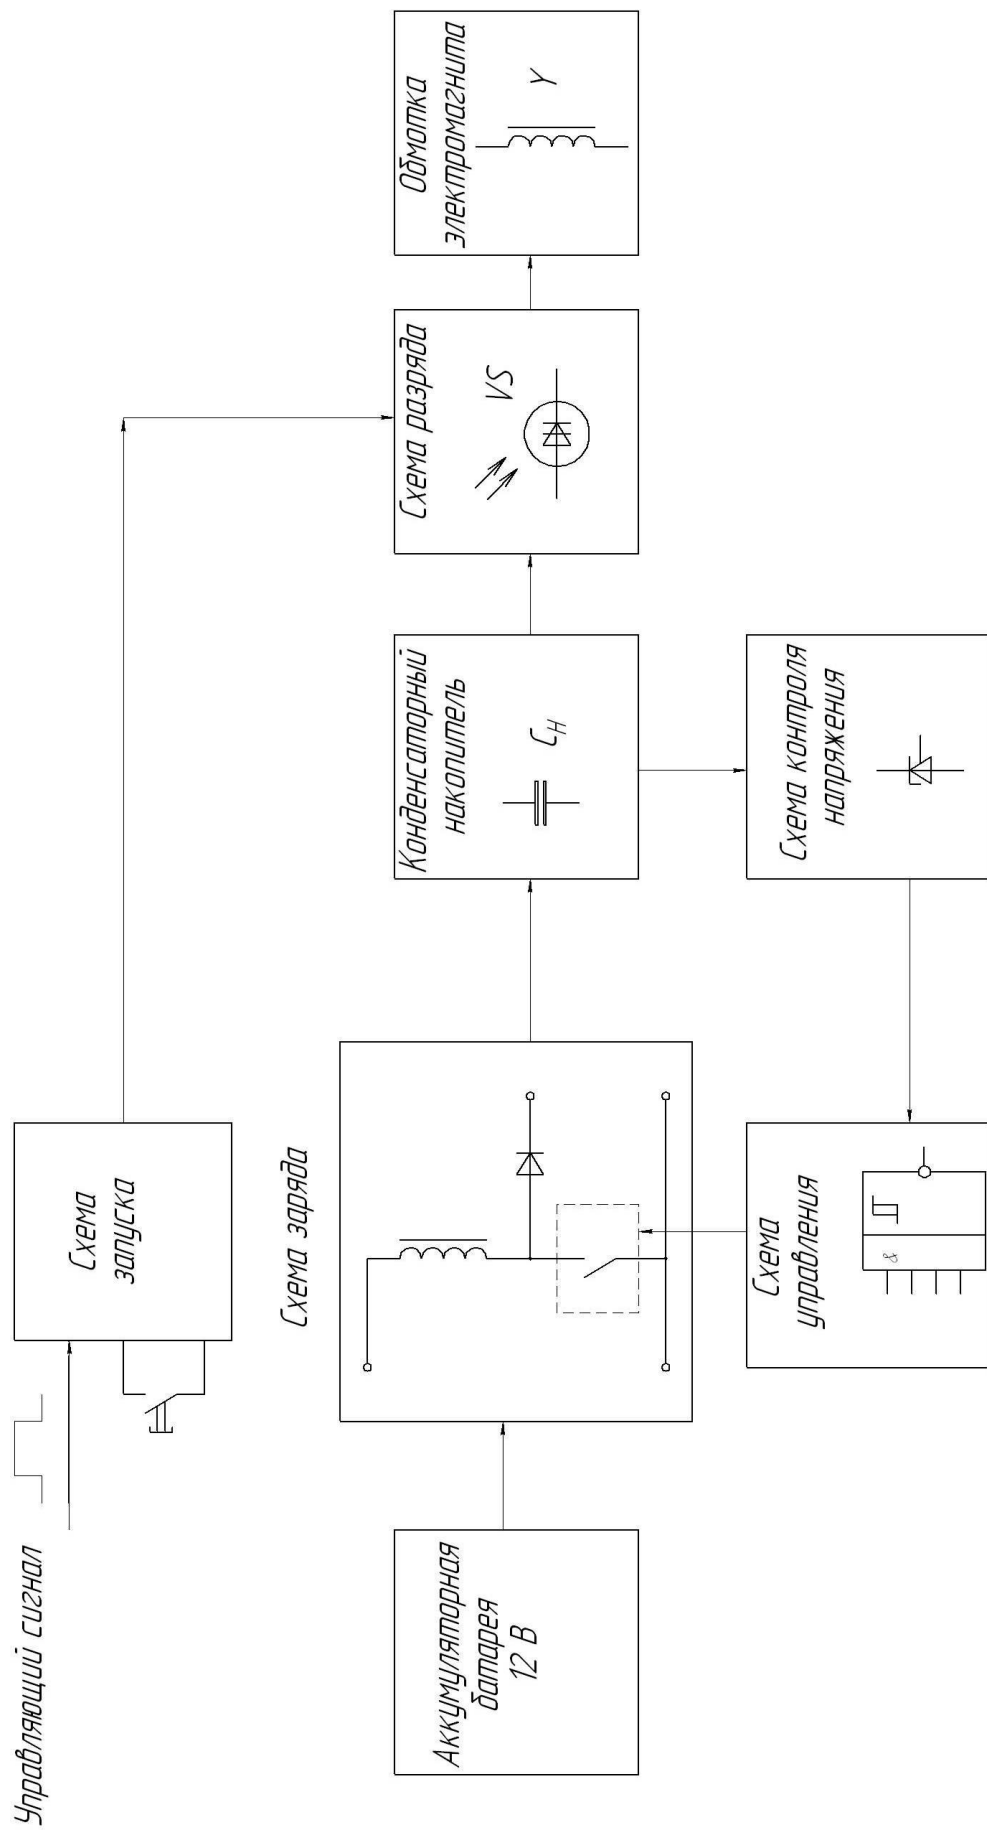 Управляющий сигнал
Схема
запуска
Схема заряда
Аккумуляторная
батарея
12 В
Конденсаторный
накопитель
Cн
Схема разряда
VS
Обмотка
электромагнита
Y
Схема
управления
&
Схема контроля
напряжения